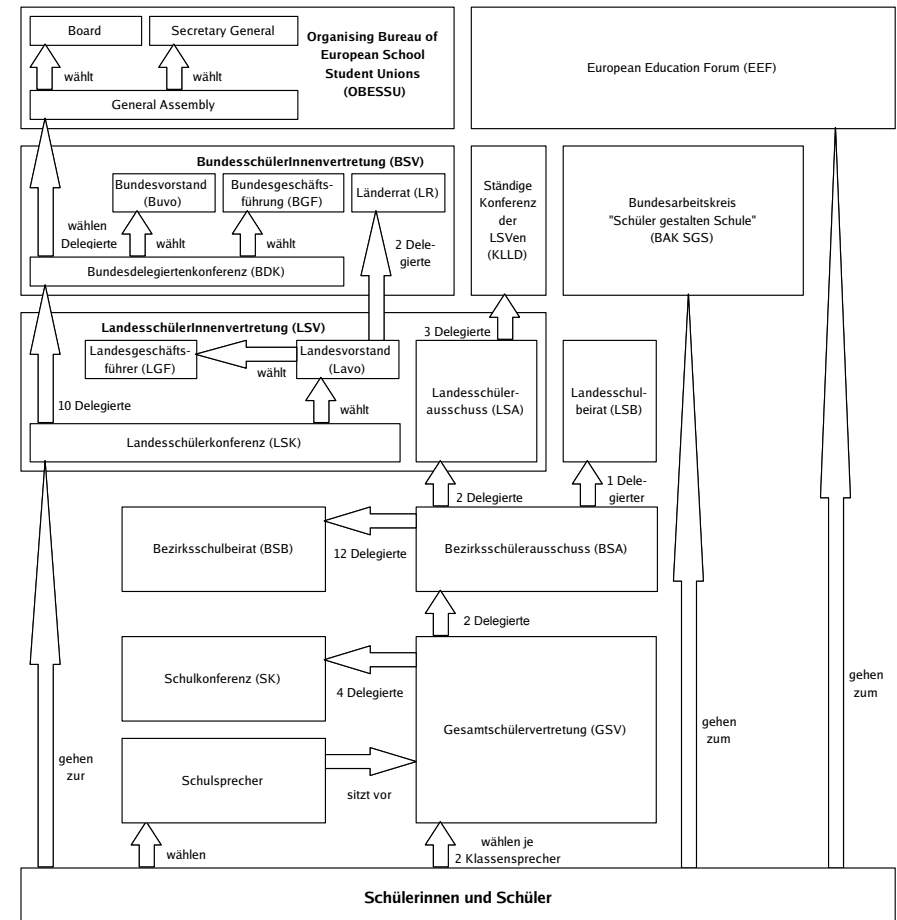 Board
Secretary General
Organising Bureau of
European School
Student Unions
(OBESSU)
wählt
wählt
General Assembly
European Education Forum (EEF)
BundesschülerInnenvertretung (BSV)
Bundesvorstand
(Buvo)
Bundesgeschäfts-
führung (BGF)
Länderrat (LR)
wählen
Delegierte
wählt
wählt
2 Dele-
gierte
Bundesdelegiertenkonferenz (BDK)
Ständige
Konferenz
der
LSVen
(KLLD)
Bundesarbeitskreis
"Schüler gestalten Schule"
(BAK SGS)
LandesschülerInnenvertretung (LSV)
3 Delegierte
Landesgeschäfts-
führer (LGF)
wählt
Landesvorstand
(Lavo)
10 Delegierte
wählt
Landesschülerkonferenz (LSK)
Landesschüler-
ausschuss (LSA)
Landesschul-
beirat (LSB)
2 Delegierte
1 Dele-
gierter
Bezirksschulbeirat (BSB)
12 Delegierte
Bezirksschülerausschuss (BSA)
2 Delegierte
Schulkonferenz (SK)
4 Delegierte
Gesamtschülervertretung (GSV)
Schulsprecher
sitzt vor
gehen
zur
gehen
zum
gehen
zum
wählen
wählen je
2 Klassensprecher
Schülerinnen und Schüler